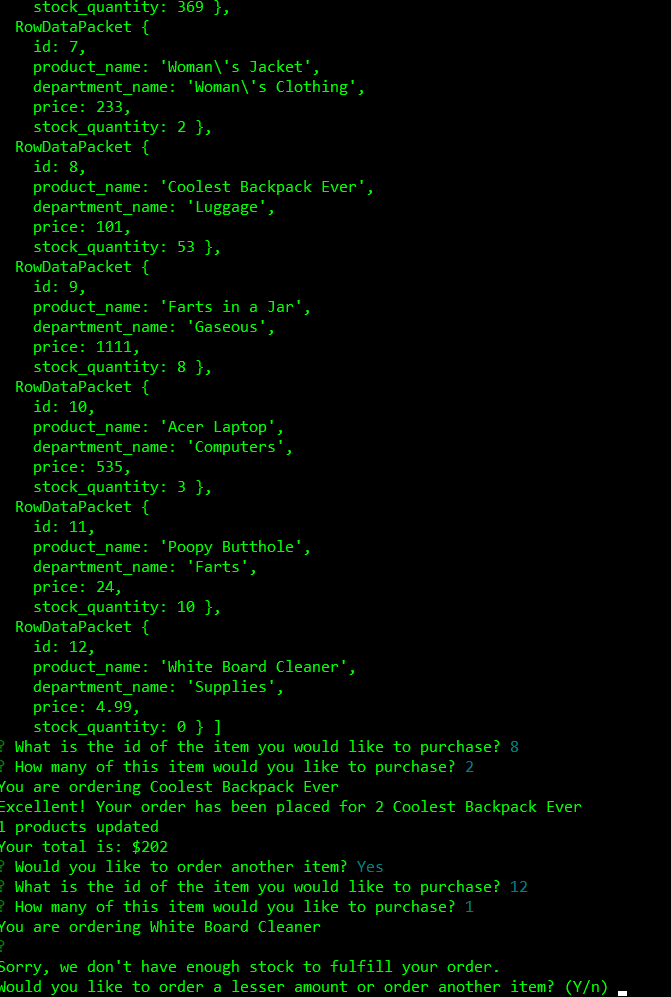 stock_quantity: 369 },
RowDataPacket {
id: 7,
product_name: 'Woman\'s Jacket',
department_name: 'Woman\'s Clothing',
price: 233,
stock_quantity: 2 },
RowDataPacket {
id: 8,
product_name: 'Coolest Backpack Ever',
department_name: 'Luggage',
price: 101,
stock_quantity: 53 },
RowDataPacket {
id: 9,
product_name: 'Farts in a Jar',
department_name: 'Gaseous',
price: 1111,
stock_quantity: 8 },
RowDataPacket {
id: 10,
product_name: 'Acer Laptop',
department_name: 'Computers',
price: 535,
stock_quantity: 3 },
RowDataPacket {
id: 11,
product_name: 'Poopy Butthole',
department_name: 'Farts',
price: 24,
stock_quantity: 10 },
RowDataPacket {
id: 12,
product_name: 'White Board Cleaner',
department_name: 'Supplies',
price: 4.99,
stock_quantity: 0 } ]
? What is the id of the item you would like to purchase? 8
? How many of this item would you like to purchase? 2
You are ordering Coolest Backpack Ever
Excellent! Your order has been placed for 2 Coolest Backpack Ever
1 products updated
Your total is: $202
? Would you like to order another item? Yes
? What is the id of the item you would like to purchase? 12
? How many of this item would you like to purchase? 1
You are ordering White Board Cleaner
?
Sorry, we don't have enough stock to fulfill your order.
Would you like to order a lesser amount or order another item? (Y/n)